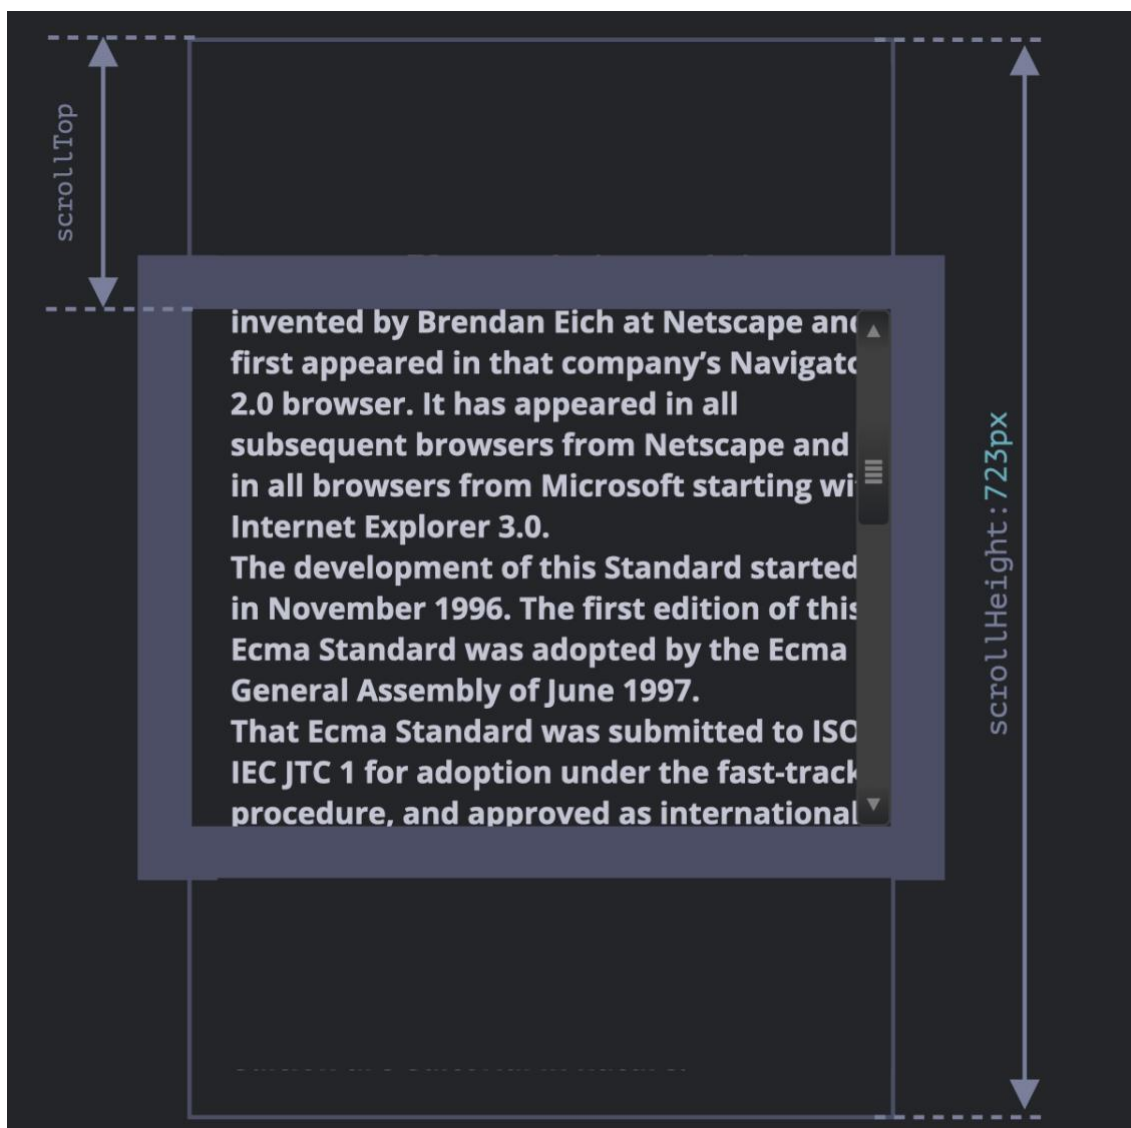 scrollTop
invented by Brendan Eich at Netscape and
first appeared in that company’s Navigato
2.0 browser. It has appeared in all
subsequent browsers from Netscape and
in all browsers from Microsoft starting wi
Internet Explorer 3.0.
The development of this Standard started
in November 1996. The first edition of this
Ecma Standard was adopted by the Ecma
General Assembly of June 1997.
That Ecma Standard was submitted to ISO
IEC JTC 1 for adoption under the fast-track
procedure, and approved as international
scrollHeight:723px